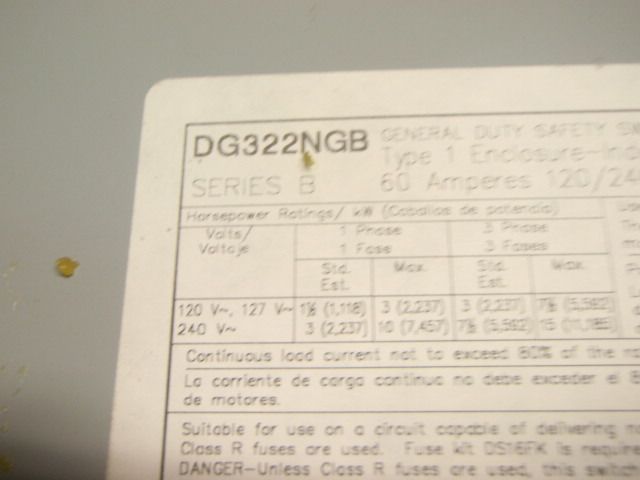 DG322NGB GENERAL DUTY SAFETY
SERIES B Type 1 Enclosure-
60 Amperes 120/24
Horsepower Ratings/ kW (Caballos de potencia)
Volts/ 1 Phase 3 Phase
Voltaje 1 Fase 3 Fases
Std. Max. Std. Max.
Est. Est.
120 V~, 127 V~ 1½ (1,118) 3 (2,237) 3 (2,237) 7½ (5,592)
240 V~ 3 (2,237) 10 (7,457) 7½ (5,592) 15 (11,185)
Continuous load current not to exceed 80% of the
La corriente de carga continua no debe exceder el 8
de motores.
Suitable for use on a circuit capable of delivering
Class R fuses are used. Fuse kit DS16FK is require
DANGER-Unless Class R fuses are used, this switch